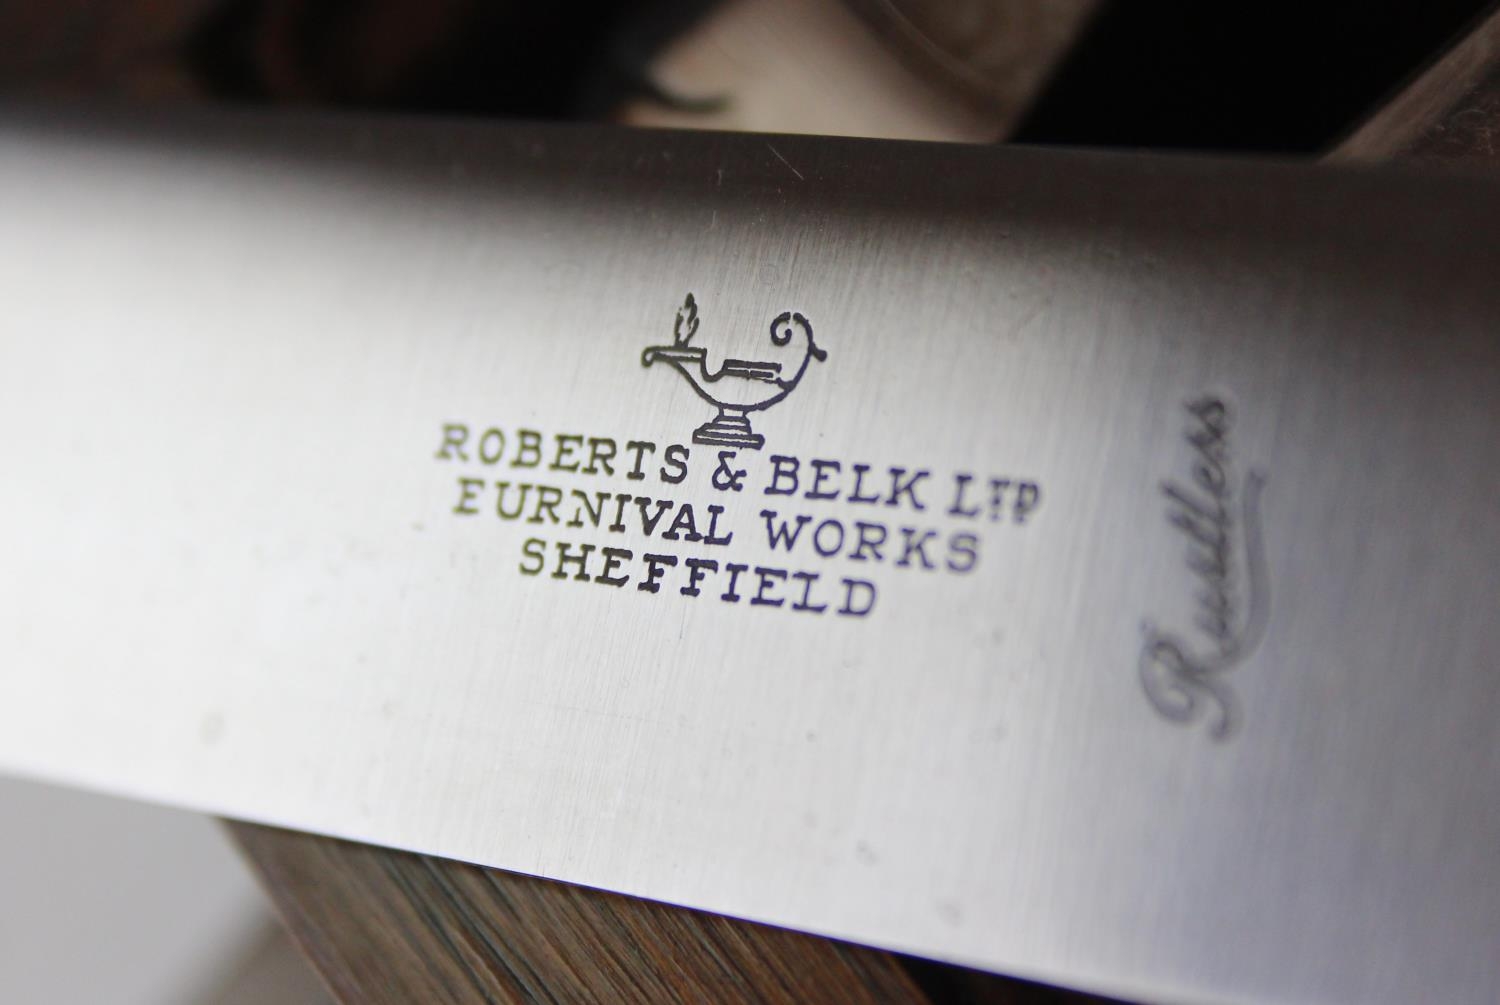 ROBERTS & BELK LTD
FURNIVAL WORKS
SHEFFIELD
Rustless